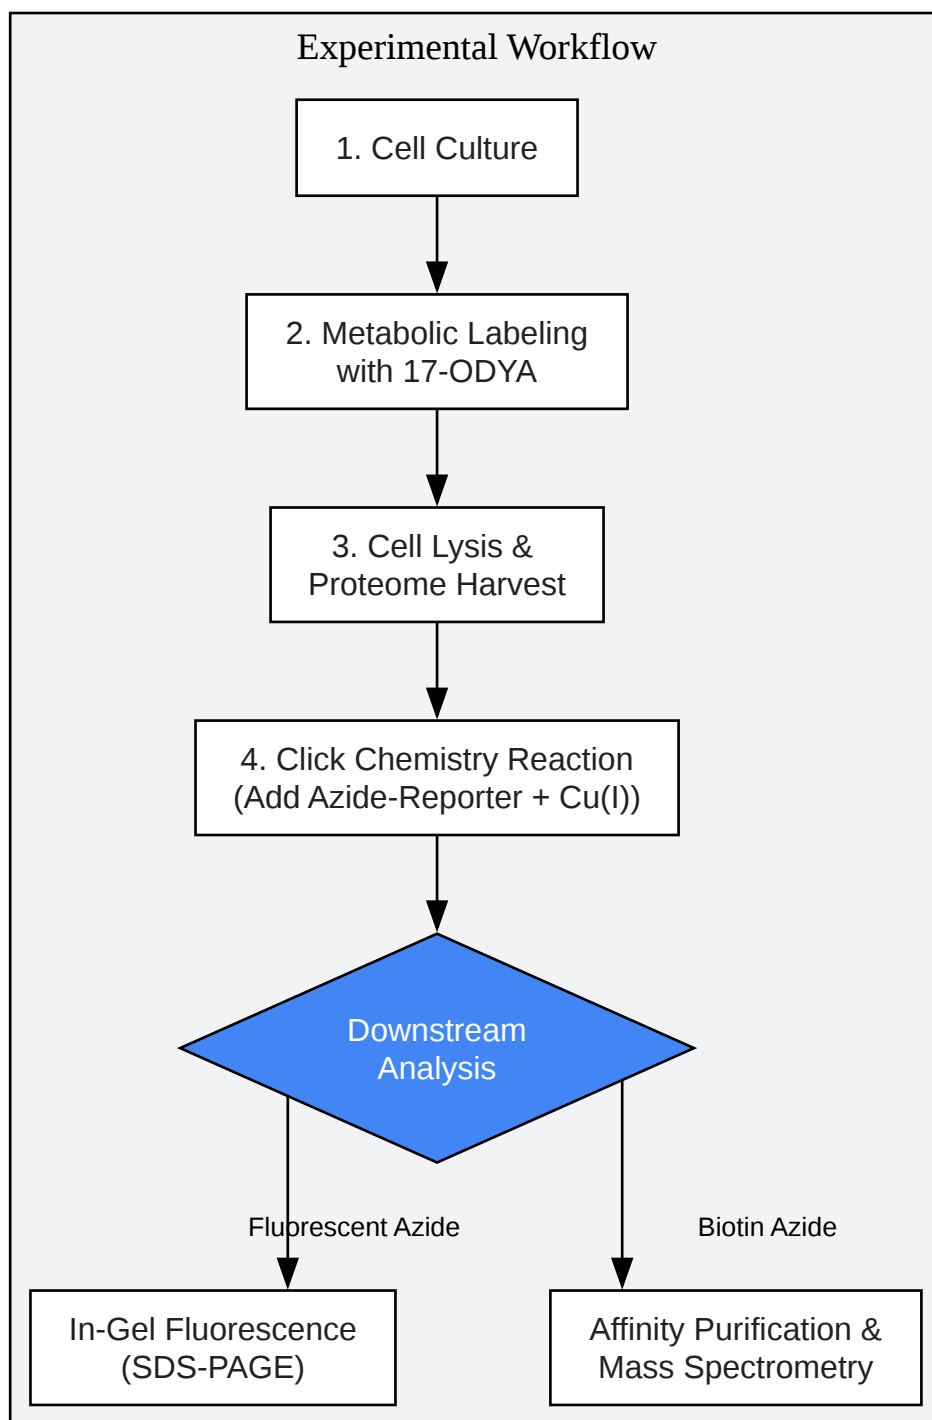 Experimental Workflow
1. Cell Culture
2. Metabolic Labeling
with 17-ODYA
3. Cell Lysis &
Proteome Harvest
4. Click Chemistry Reaction
(Add Azide-Reporter + Cu(I))
Downstream
Analysis
Fluorescent Azide
Biotin Azide
In-Gel Fluorescence
(SDS-PAGE)
Affinity Purification &
Mass Spectrometry